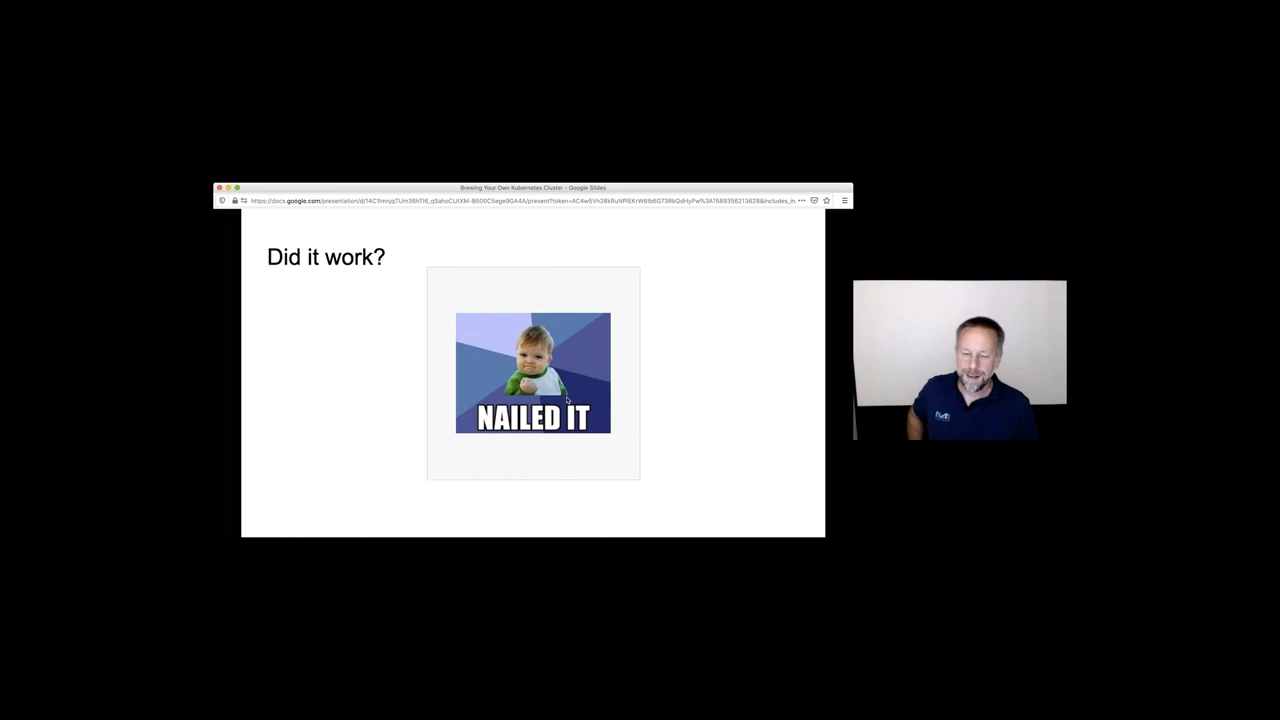 Brewing Your Own Kubernetes Cluster - Google Slides
Did it work?
NAILED IT